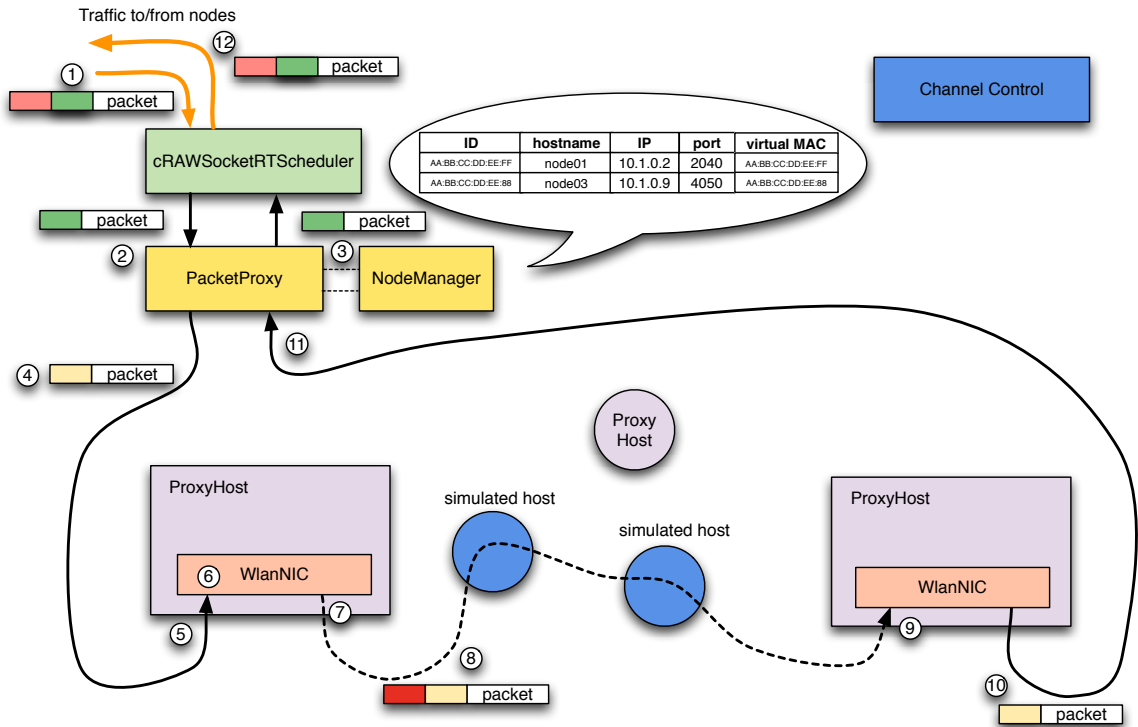 Traffic to/from nodes
12
packet
1
packet
Channel Control
cRAWSocketRTScheduler
ID hostname IP port virtual MAC
AA:BB:CC:DD:EE:FF node01 10.1.0.2 2040 AA:BB:CC:DD:EE:FF
AA:BB:CC:DD:EE:88 node03 10.1.0.9 4050 AA:BB:CC:DD:EE:88
packet
packet
2
3
PacketProxy
NodeManager
11
4
packet
Proxy
Host
ProxyHost
simulated host
simulated host
ProxyHost
6
WlanNIC
WlanNIC
7
5
9
8
packet
10
packet